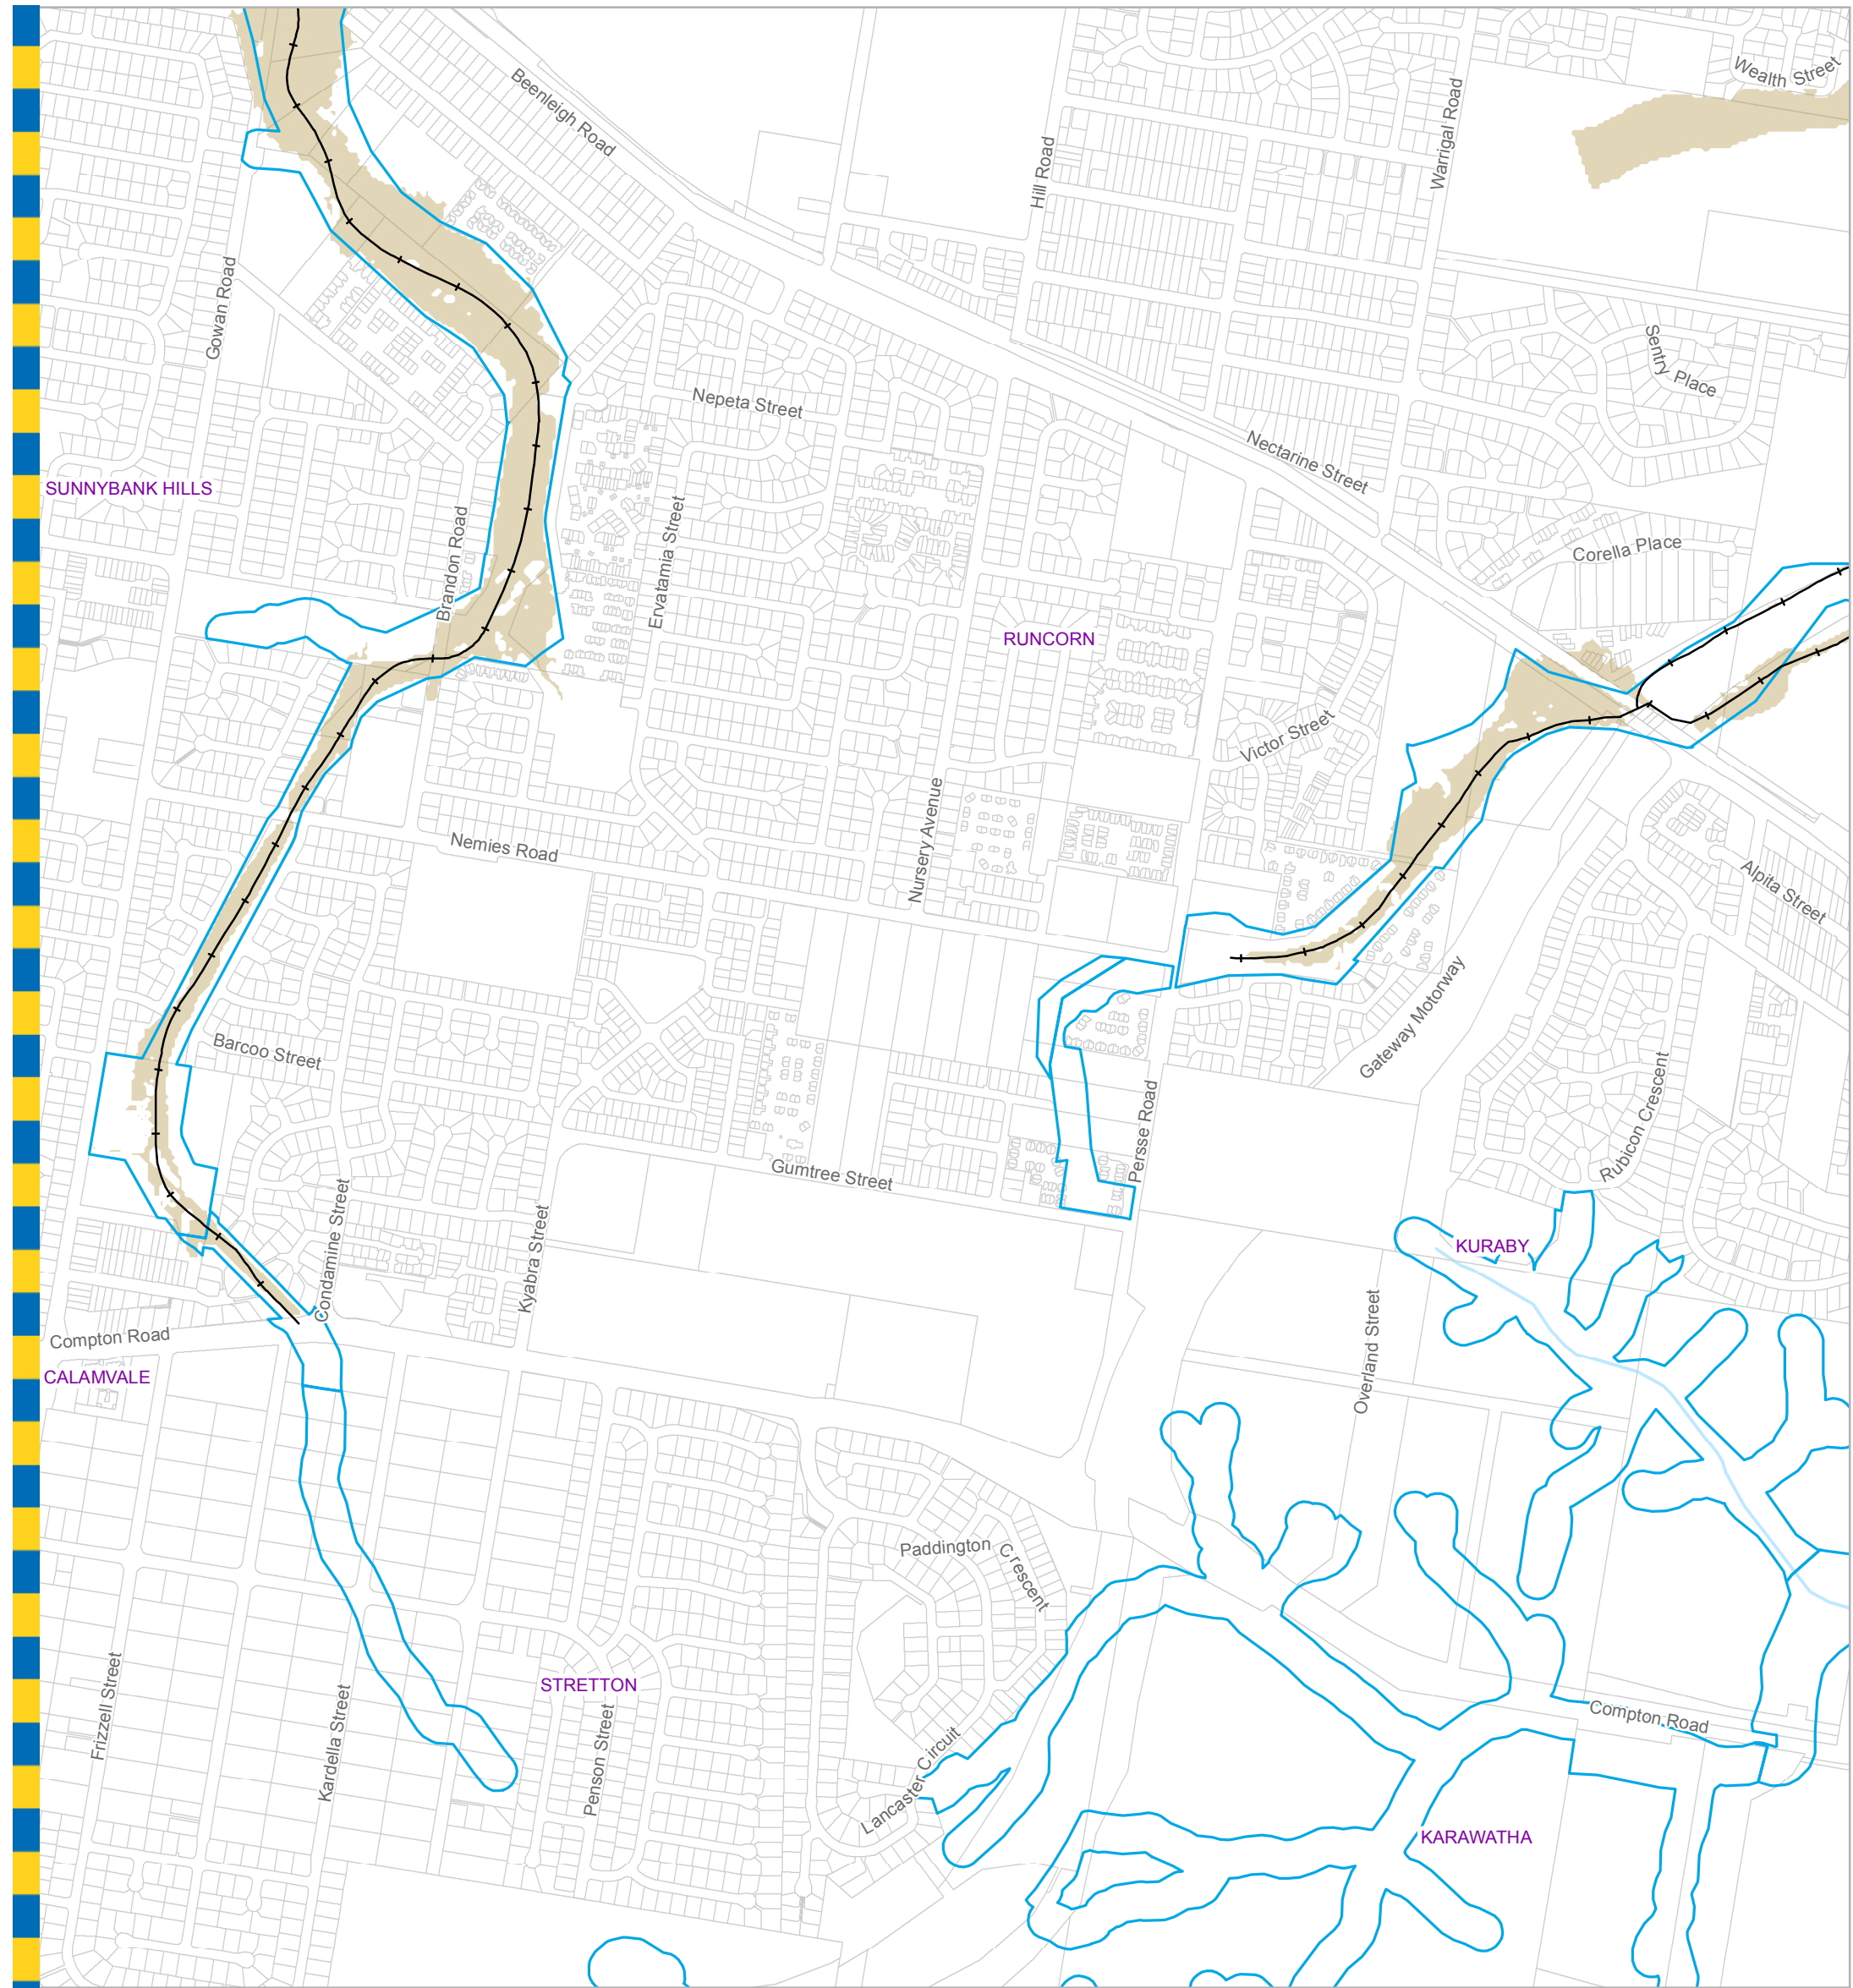 Wealth Street
Beenleigh Road
Warrigal Road
Hill Road
Gowan Road
Sentry Place
Nepeta Street
Nectarine Street
SUNNYBANK HILLS
Brandon Road
Ervatamia Street
Corella Place
RUNCORN
Victor Street
Nemies Road
Nursery Avenue
Alpita Street
Gateway Motorway
Barcoo Street
Persse Road
Rubicon Crescent
Gumtree Street
Condamine Street
Kyabra Street
KURABY
Overland Street
Compton Road
CALAMVALE
Paddington Crescent
STRETTON
Frizzell Street
Kardella Street
Penson Street
Lancaster Circuit
Compton Road
KARAWATHA